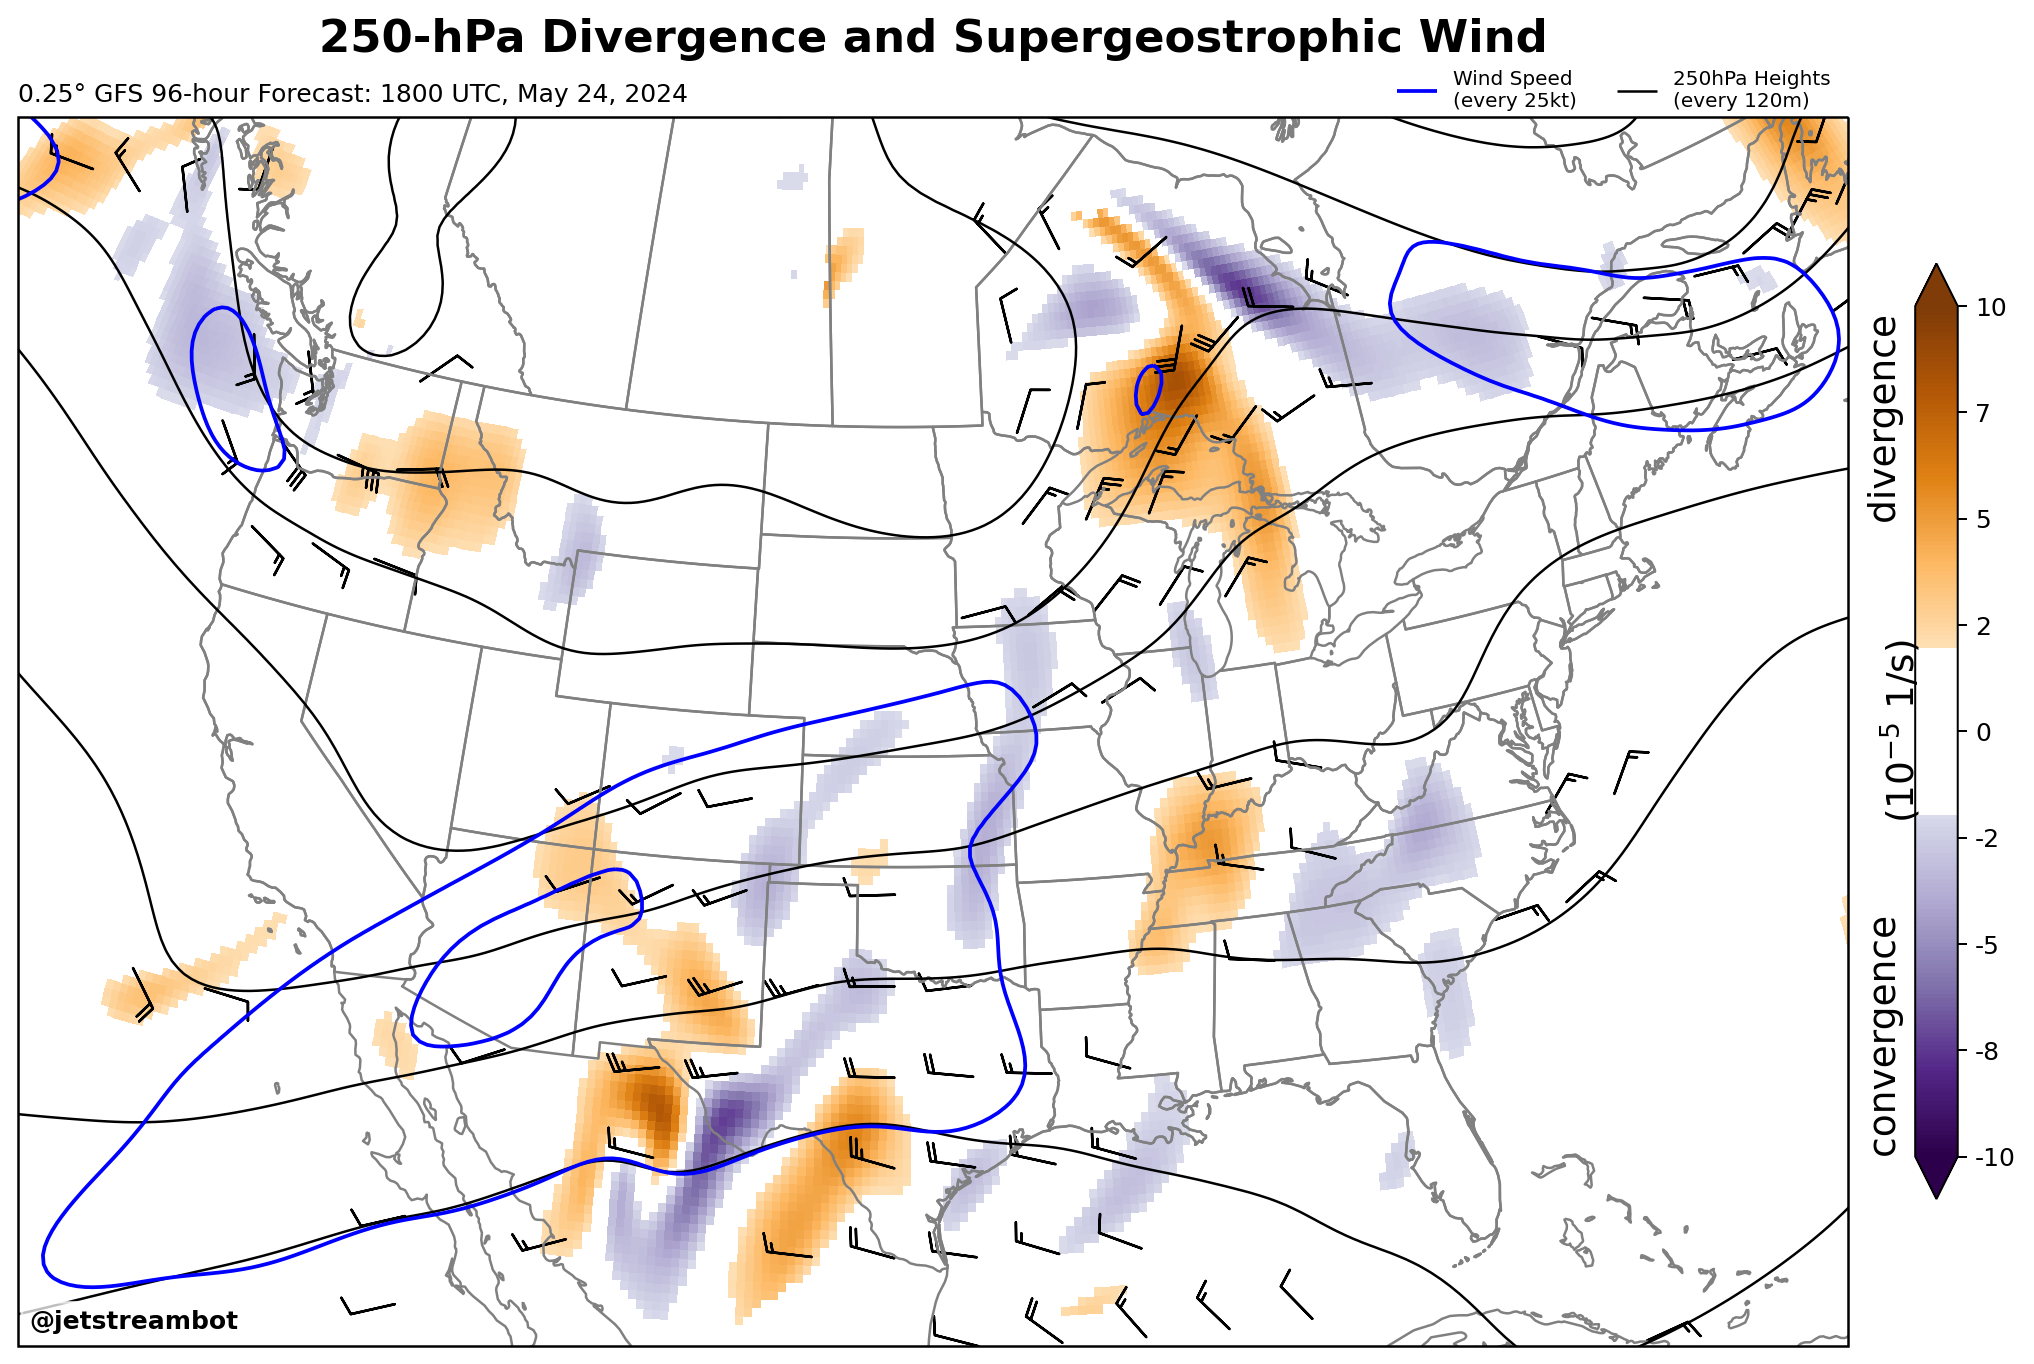 250-hPa Divergence and Supergeostrophic Wind
0.25° GFS 96-hour Forecast: 1800 UTC, May 24, 2024
Wind Speed
(every 25kt)
250hPa Heights
(every 120m)
10
7
5
2
0
-2
-5
-8
-10
convergence
(10⁻⁵ 1/s)
divergence
@jetstreambot